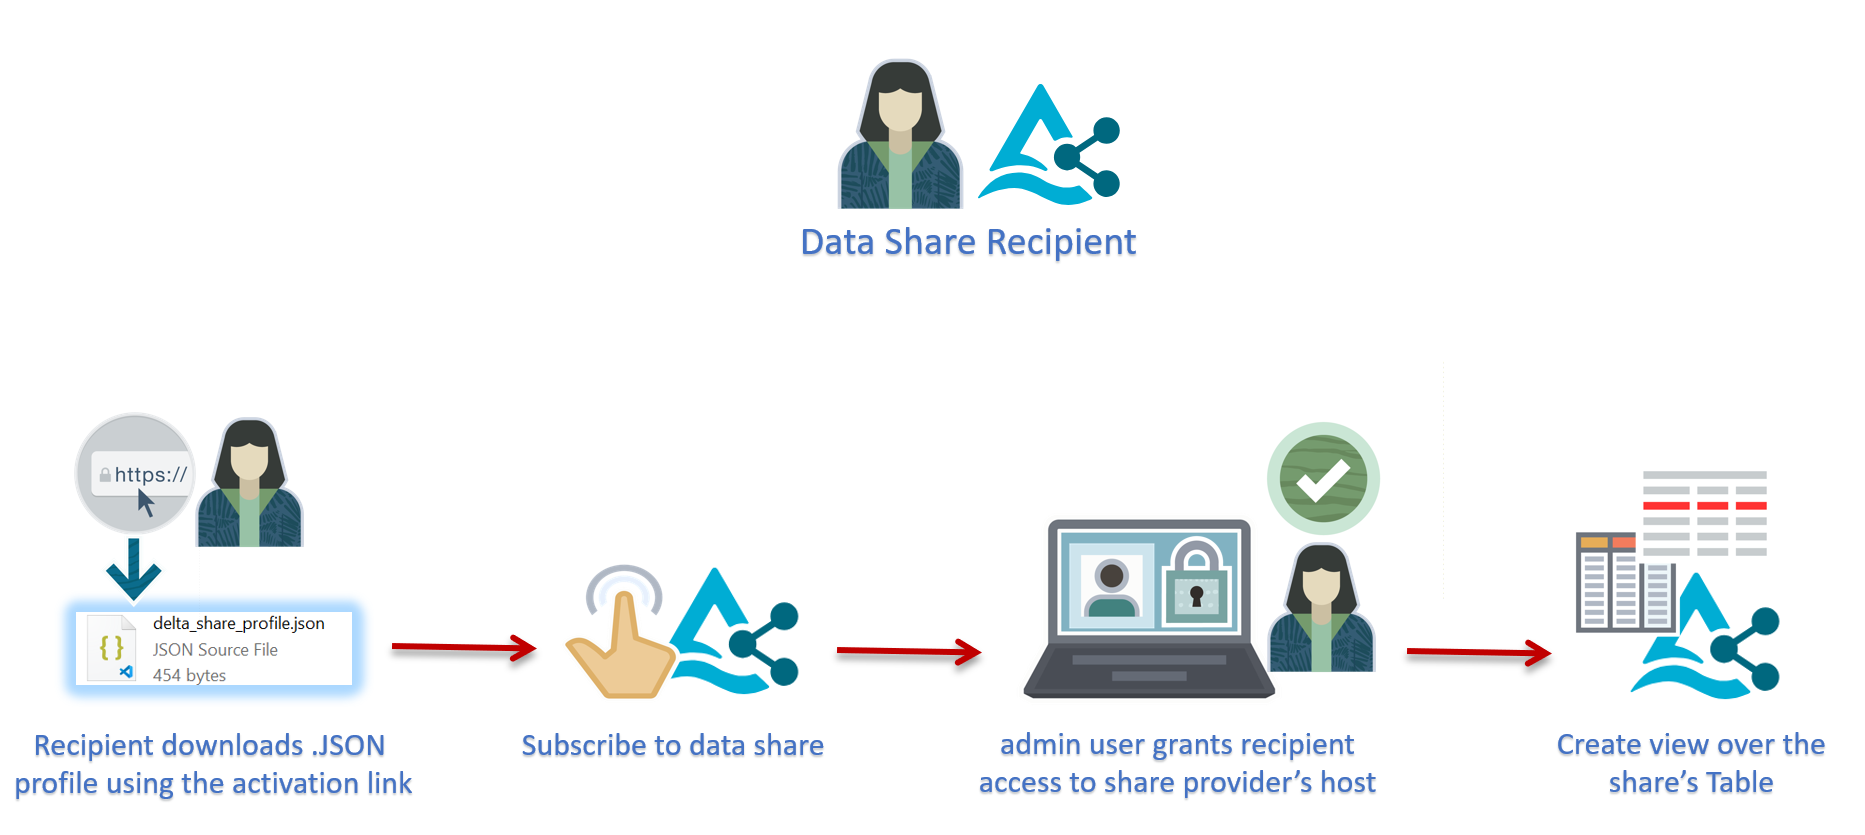 Data Share Recipient
https://
delta_share_profile.json
JSON Source File
454 bytes
Recipient downloads .JSON
profile using the activation link
Subscribe to data share
admin user grants recipient
access to share provider's host
Create view over the
share's Table